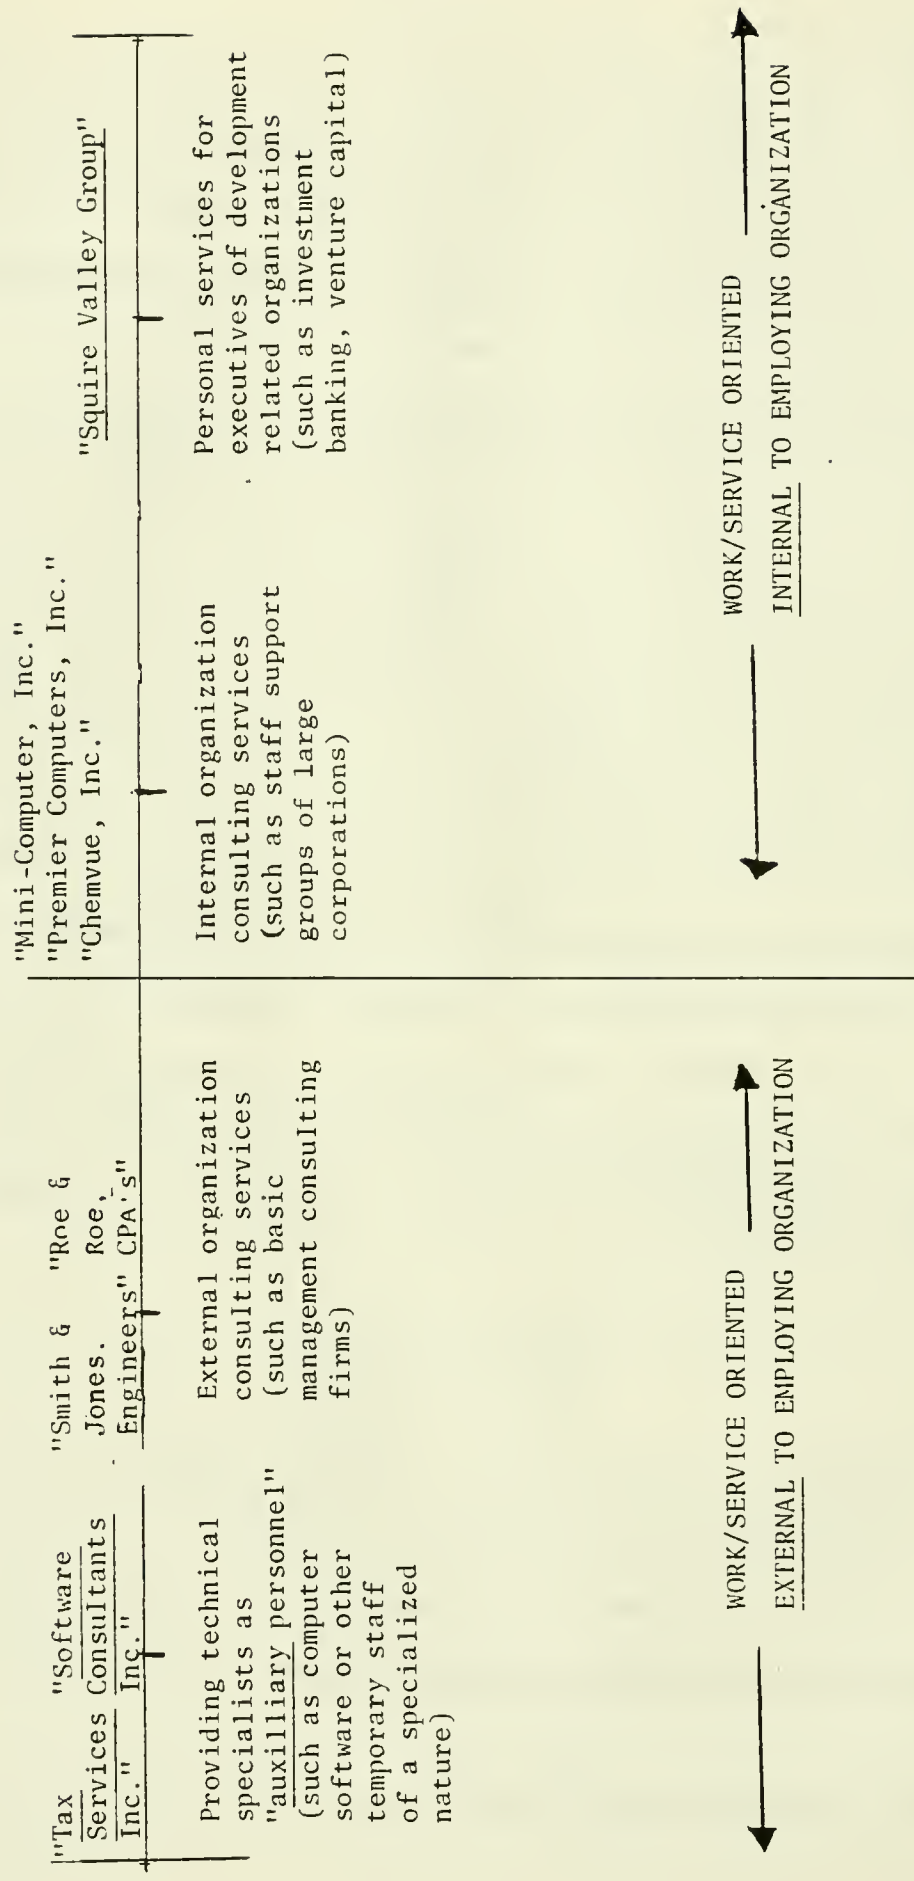 "Tax
Services
Inc."
"Software
Consultants
Inc."
"Smith &
Jones.
Engineers"
"Roe &
Roe,
CPA's"
"Mini-Computer, Inc."
"Premier Computers, Inc."
"Chemvue, Inc."
"Squire Valley Group"
Providing technical
specialists as
"auxilliary personnel"
(such as computer
software or other
temporary staff
of a specialized
nature)
External organization
consulting services
(such as basic
management consulting
firms)
Internal organization
consulting services
(such as staff support
groups of large
corporations)
Personal services for
executives of development
related organizations
(such as investment
banking, venture capital)
WORK/SERVICE ORIENTED
EXTERNAL TO EMPLOYING ORGANIZATION
WORK/SERVICE ORIENTED
INTERNAL TO EMPLOYING ORGANIZATION